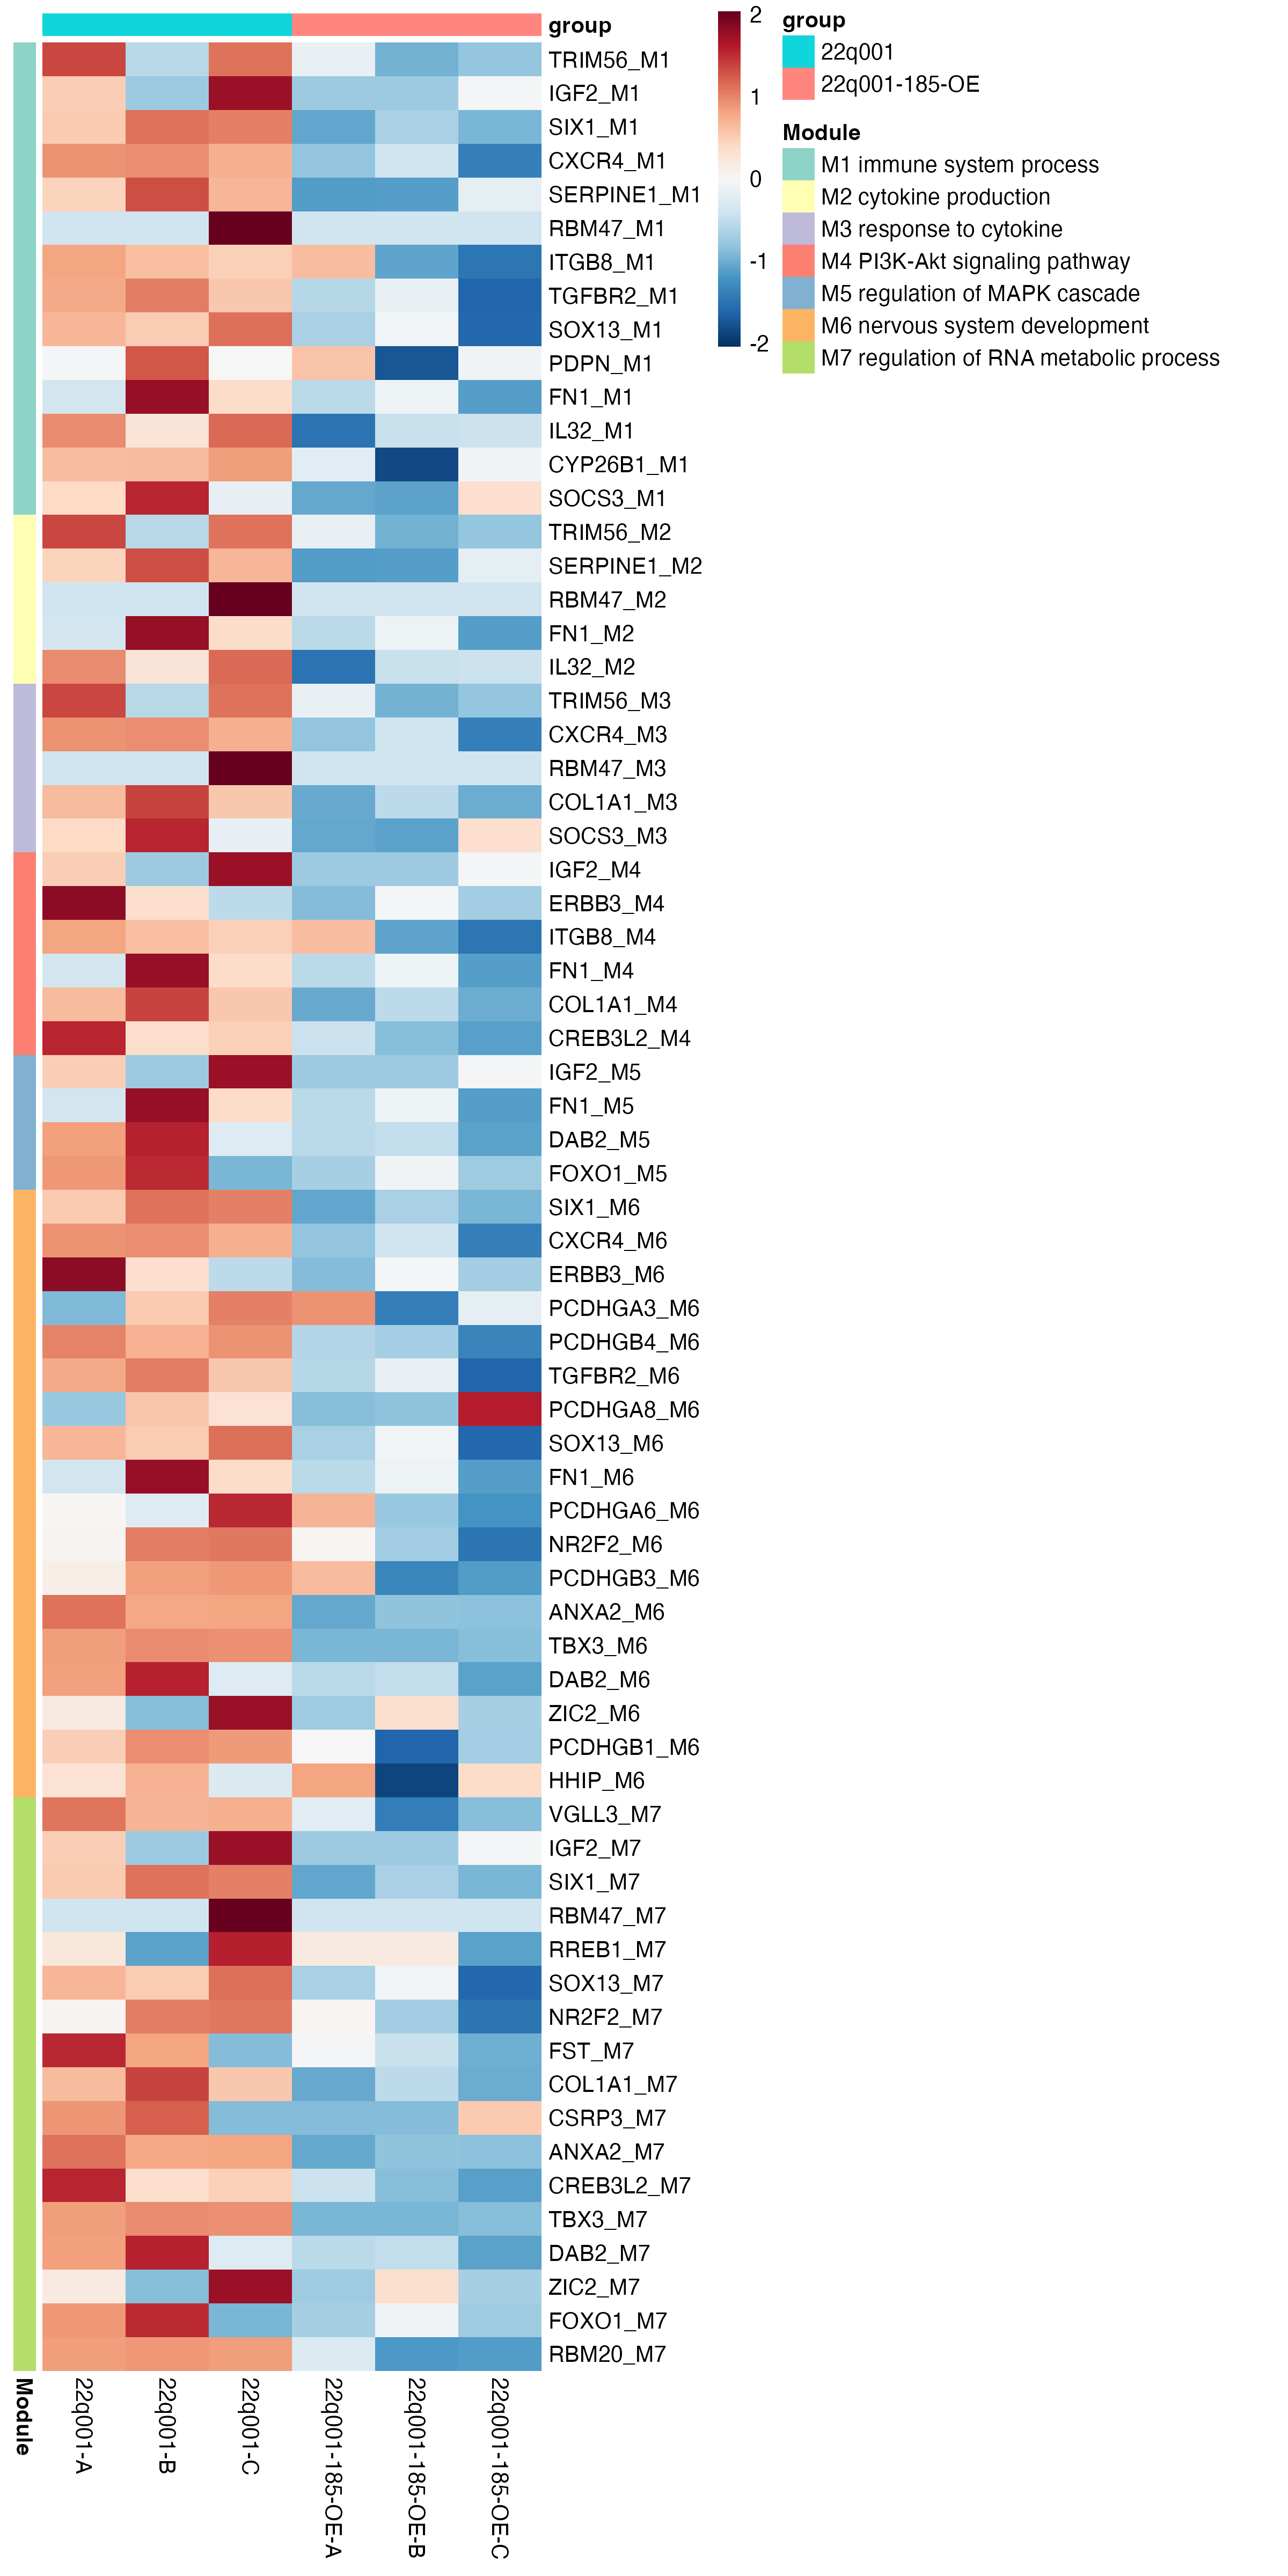 group
TRIM56_M1
IGF2_M1
SIX1_M1
CXCR4_M1
SERPINE1_M1
RBM47_M1
ITGB8_M1
TGFBR2_M1
SOX13_M1
PDPN_M1
FN1_M1
IL32_M1
CYP26B1_M1
SOCS3_M1
TRIM56_M2
SERPINE1_M2
RBM47_M2
FN1_M2
IL32_M2
TRIM56_M3
CXCR4_M3
RBM47_M3
COL1A1_M3
SOCS3_M3
IGF2_M4
ERBB3_M4
ITGB8_M4
FN1_M4
COL1A1_M4
CREB3L2_M4
IGF2_M5
FN1_M5
DAB2_M5
FOXO1_M5
SIX1_M6
CXCR4_M6
ERBB3_M6
PCDHGA3_M6
PCDHGB4_M6
TGFBR2_M6
PCDHGA8_M6
SOX13_M6
FN1_M6
PCDHGA6_M6
NR2F2_M6
PCDHGB3_M6
ANXA2_M6
TBX3_M6
DAB2_M6
ZIC2_M6
PCDHGB1_M6
HHIP_M6
VGLL3_M7
IGF2_M7
SIX1_M7
RBM47_M7
RREB1_M7
SOX13_M7
NR2F2_M7
FST_M7
COL1A1_M7
CSRP3_M7
ANXA2_M7
CREB3L2_M7
TBX3_M7
DAB2_M7
ZIC2_M7
FOXO1_M7
RBM20_M7
Module
22q001-A
22q001-B
22q001-C
22q001-185-OE-A
22q001-185-OE-B
22q001-185-OE-C
2
1
0
-1
-2
group
22q001
22q001-185-OE
Module
M1 immune system process
M2 cytokine production
M3 response to cytokine
M4 PI3K-Akt signaling pathway
M5 regulation of MAPK cascade
M6 nervous system development
M7 regulation of RNA metabolic process